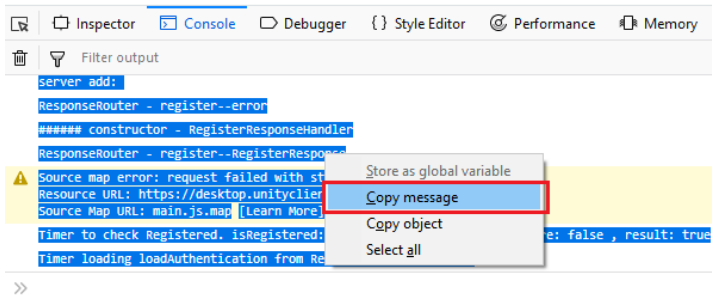 Inspector Console Debugger Style Editor Performance Memory
Filter output
server add:
ResponseRouter - register--error
###### constructor - RegisterResponseHandler
ResponseRouter - register--RegisterResponse
Source map error: request failed with st
Resource URL: https://desktop.unityclien
Source Map URL: main.js.map [Learn More]
Timer to check Registered. isRegistered: e: false , result: true
Timer loading loadAuthentication from Re
Store as global variable
Copy message
Copy object
Select all